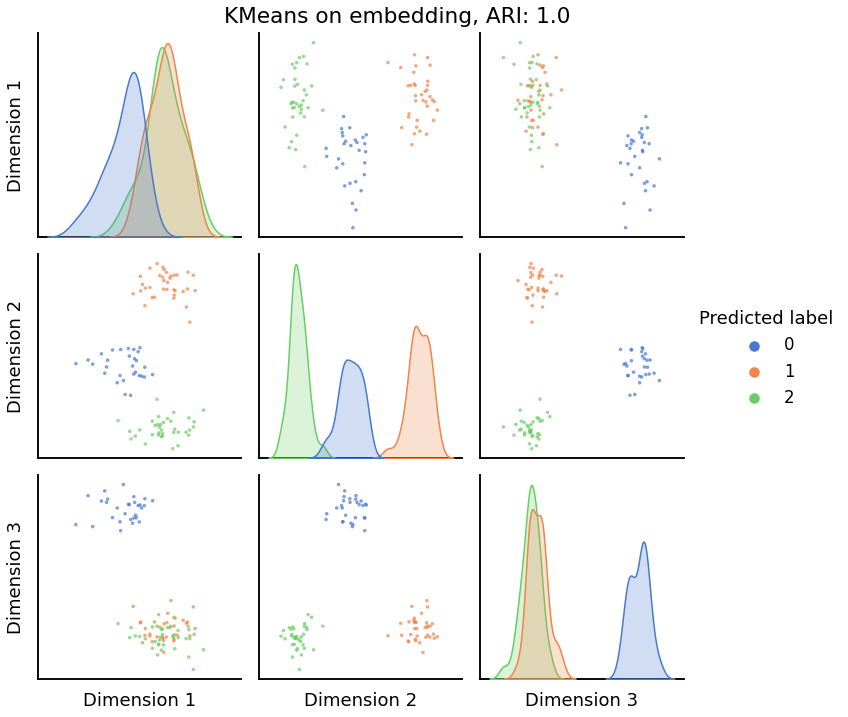 KMeans on embedding, ARI: 1.0
Dimension 1
Dimension 2
Predicted label
0
1
2
Dimension 3
Dimension 1
Dimension 2
Dimension 3